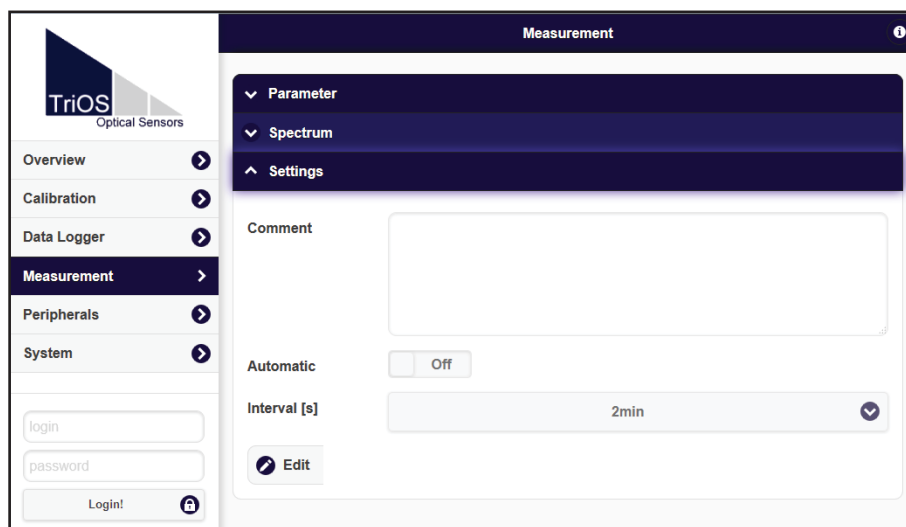 TriOS
Optical Sensors
Overview
Calibration
Data Logger
Measurement
Peripherals
System
login
password
Login!
Measurement
Parameter
Spectrum
Settings
Comment
Automatic
Off
Interval [s]
2min
Edit